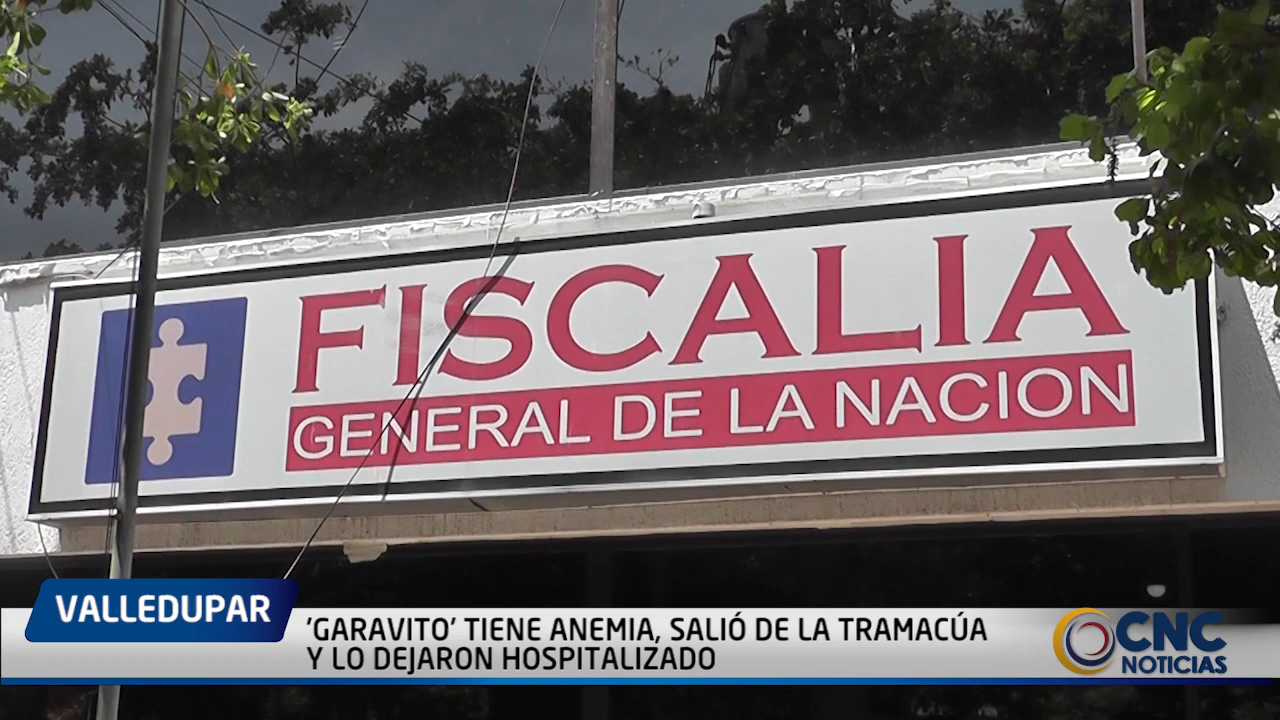 FISCALIA
GENERAL DE LA NACION
VALLEDUPAR
'GARAVITO' TIENE ANEMIA, SALIÓ DE LA TRAMACÚA
Y LO DEJARON HOSPITALIZADO
CNC
NOTICIAS